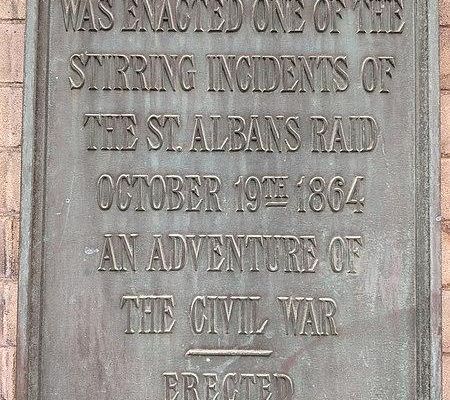 WAS ENACTED ONE OF THE
STIRRING INCIDENTS OF
THE ST. ALBANS RAID
OCTOBER 19TH 1864
AN ADVENTURE OF
THE CIVIL WAR
ERECTED